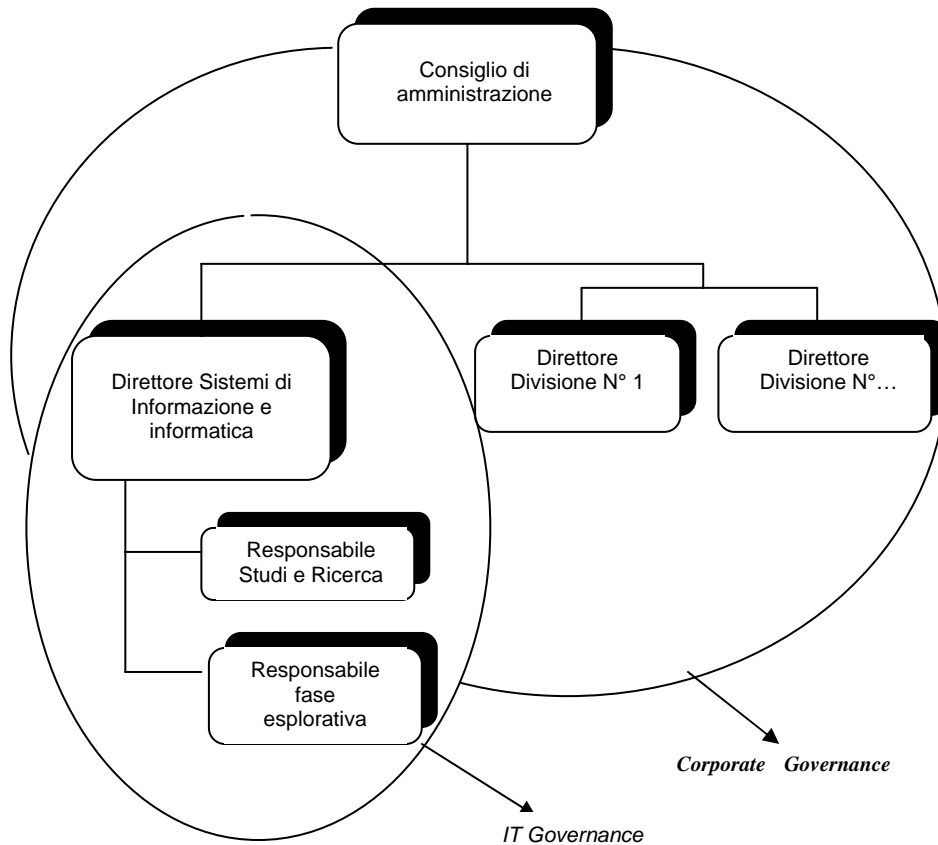 Consiglio di
amministrazione
Direttore Sistemi di
Informazione e
informatica
Direttore
Divisione N° 1
Direttore
Divisione N°…
Responsabile
Studi e Ricerca
Responsabile
fase
esplorativa
Corporate Governance
IT Governance